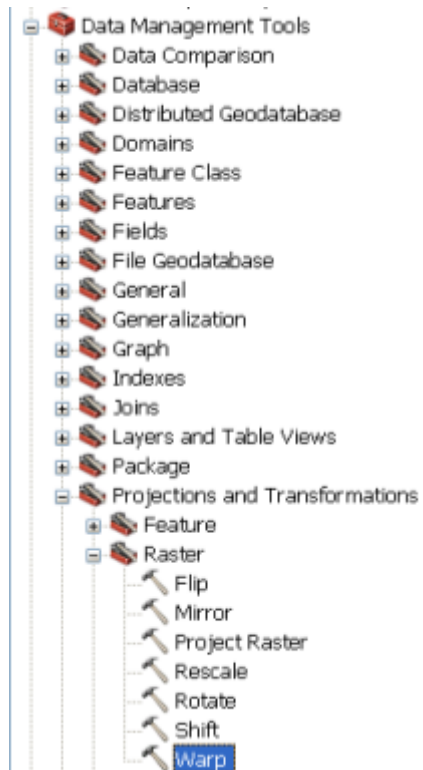 Data Management Tools
Data Comparison
Database
Distributed Geodatabase
Domains
Feature Class
Features
Fields
File Geodatabase
General
Generalization
Graph
Indexes
Joins
Layers and Table Views
Package
Projections and Transformations
Feature
Raster
Flip
Mirror
Project Raster
Rescale
Rotate
Shift
Warp